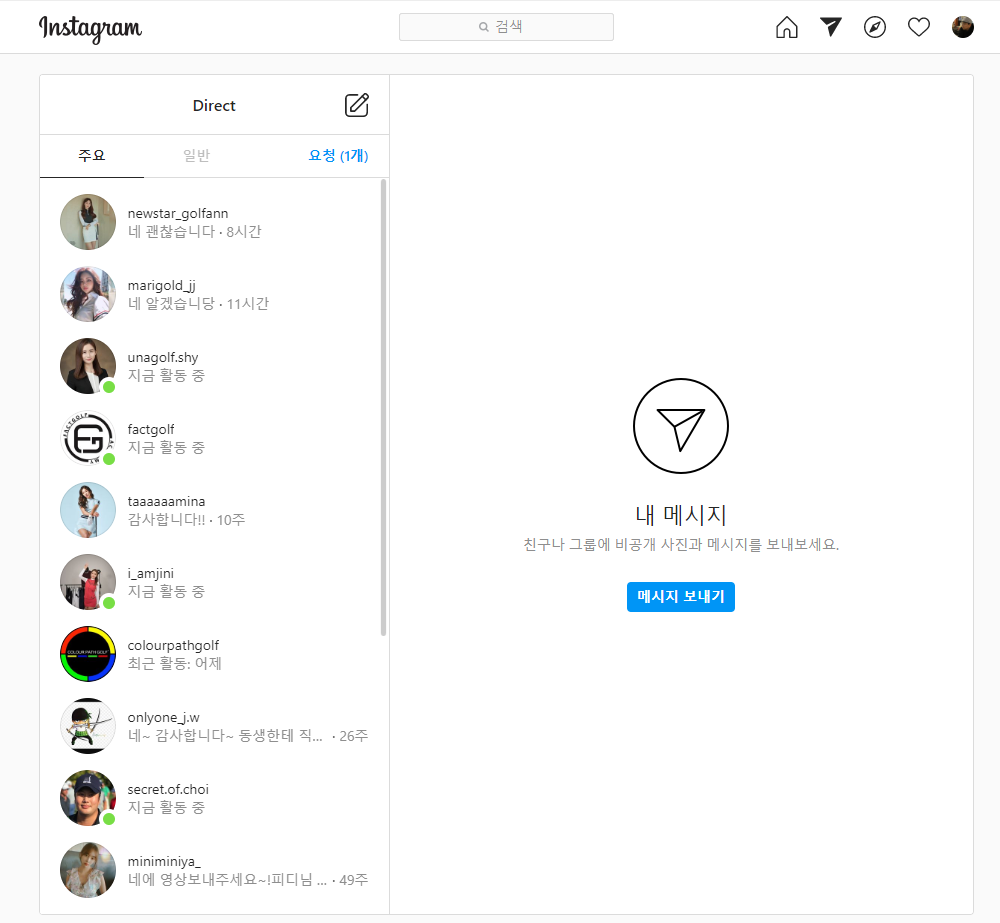 Instagram
검색
Direct
주요
일반
요청 (1개)
newstar_golfann
네 괜찮습니다 · 8시간
marigold_jj
네 알겠습니당 · 11시간
unagolf.shy
지금 활동 중
factgolf
지금 활동 중
taaaaaamina
감사합니다!! · 10주
i_amjini
지금 활동 중
COLOUR PATH GOLF
colourpathgolf
최근 활동: 어제
onlyone_j.w
네~ 감사합니다~ 동생한테 직... · 26주
secret.of.choi
지금 활동 중
miniminiya_
네에 영상보내주세요~!피디님 ... · 49주
내 메시지
친구나 그룹에 비공개 사진과 메시지를 보내보세요.
메시지 보내기